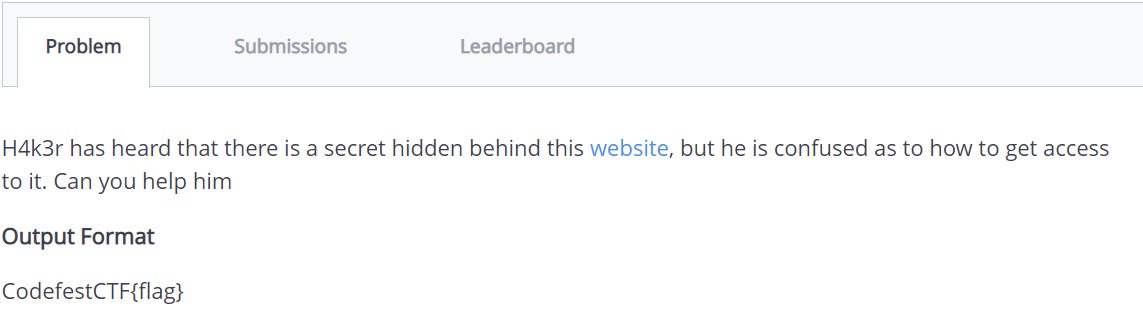 Problem Submissions Leaderboard
H4k3r has heard that there is a secret hidden behind this website, but he is confused as to how to get access
to it. Can you help him
Output Format
CodefestCTF{flag}